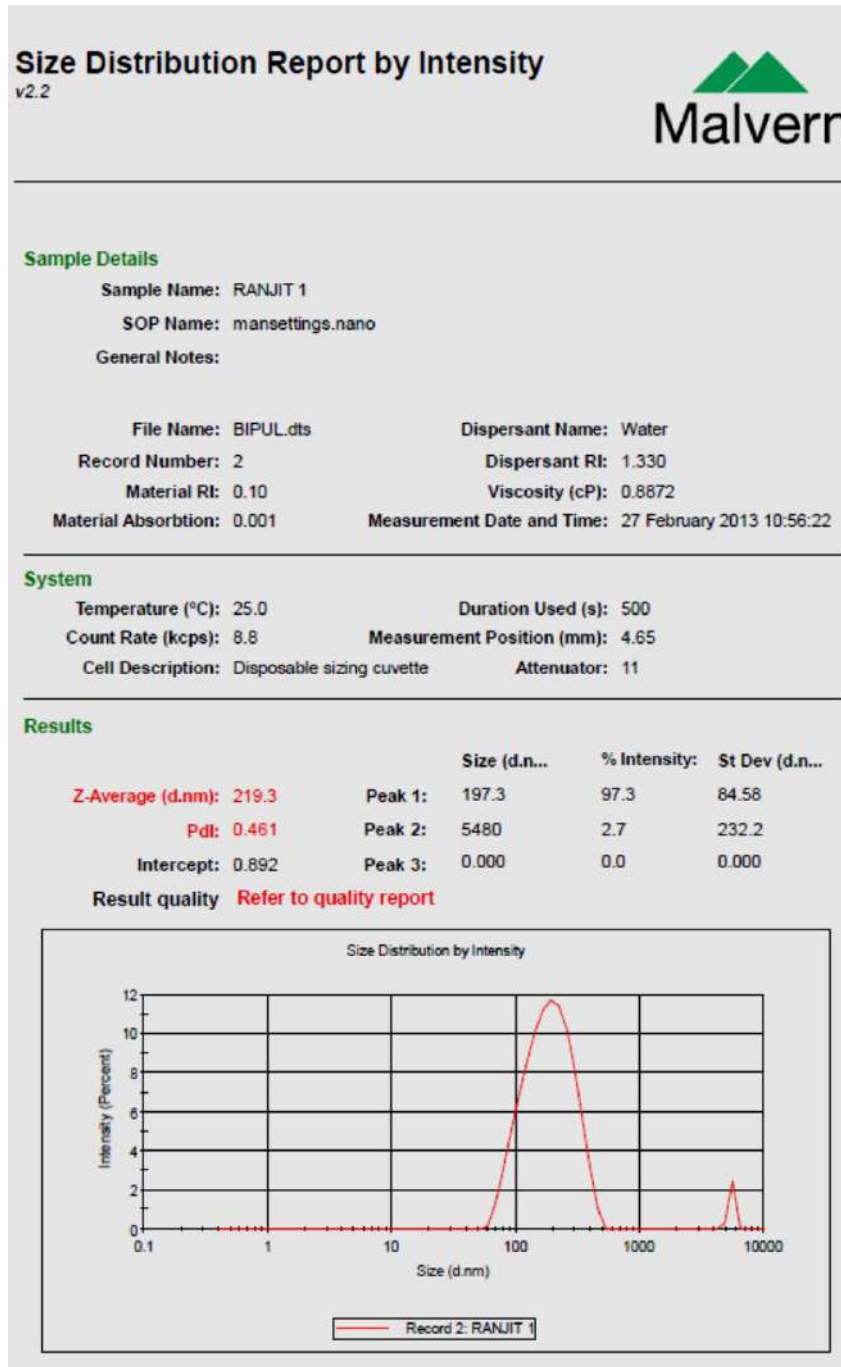 Size Distribution Report by Intensity
v2.2
Malvern
Sample Details
Sample Name: RANJIT 1
SOP Name: mansettings.nano
General Notes:
File Name: BIPUL.dts Dispersant Name: Water
Record Number: 2 Dispersant RI: 1.330
Material RI: 0.10 Viscosity (cP): 0.8872
Material Absorbtion: 0.001 Measurement Date and Time: 27 February 2013 10:56:22
System
Temperature (ºC): 25.0 Duration Used (s): 500
Count Rate (kcps): 8.8 Measurement Position (mm): 4.65
Cell Description: Disposable sizing cuvette Attenuator: 11
Results
Size (d.n... % Intensity: St Dev (d.n...
Z-Average (d.nm): 219.3 Peak 1: 197.3 97.3 84.58
PdI: 0.461 Peak 2: 5480 2.7 232.2
Intercept: 0.892 Peak 3: 0.000 0.0 0.000
Result quality Refer to quality report
Size Distribution by Intensity
Intensity (Percent)
12
10
8
6
4
2
0
0.1 1 10 100 1000 10000
Size (d.nm)
Record 2: RANJIT 1